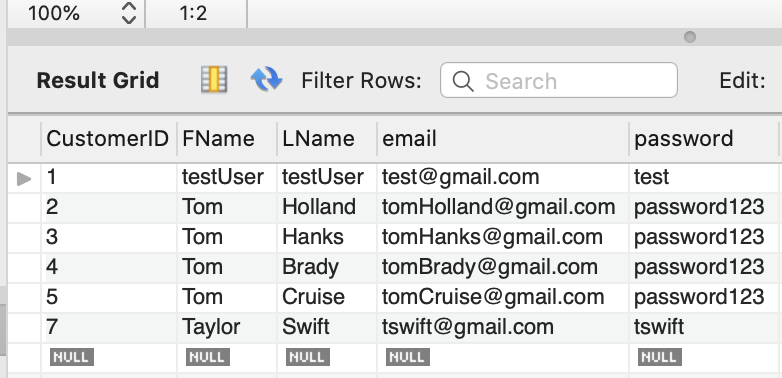 100% 1:2
Result Grid Filter Rows: Search Edit:
CustomerID FName LName email password
1 testUser testUser test@gmail.com test
2 Tom Holland tomHolland@gmail.com password123
3 Tom Hanks tomHanks@gmail.com password123
4 Tom Brady tomBrady@gmail.com password123
5 Tom Cruise tomCruise@gmail.com password123
7 Taylor Swift tswift@gmail.com tswift
NULL NULL NULL NULL NULL